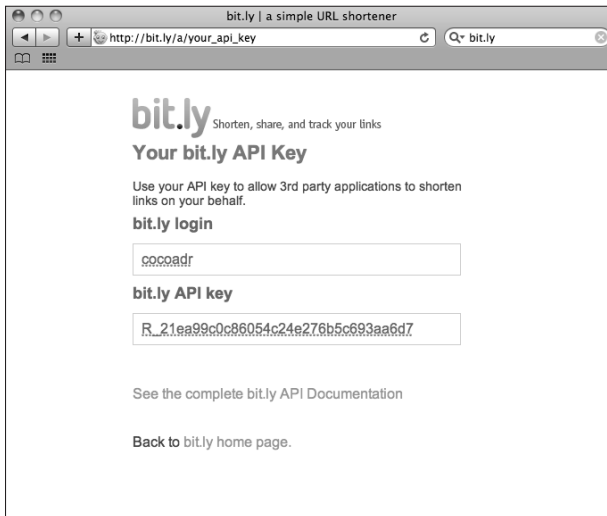 bit.ly | a simple URL shortener
http://bit.ly/a/your_api_key
bit.ly
bit.ly Shorten, share, and track your links
Your bit.ly API Key
Use your API key to allow 3rd party applications to shorten
links on your behalf.
bit.ly login
cocoadr
bit.ly API key
R_21ea99c0c86054c24e276b5c693aa6d7
See the complete bit.ly API Documentation
Back to bit.ly home page.